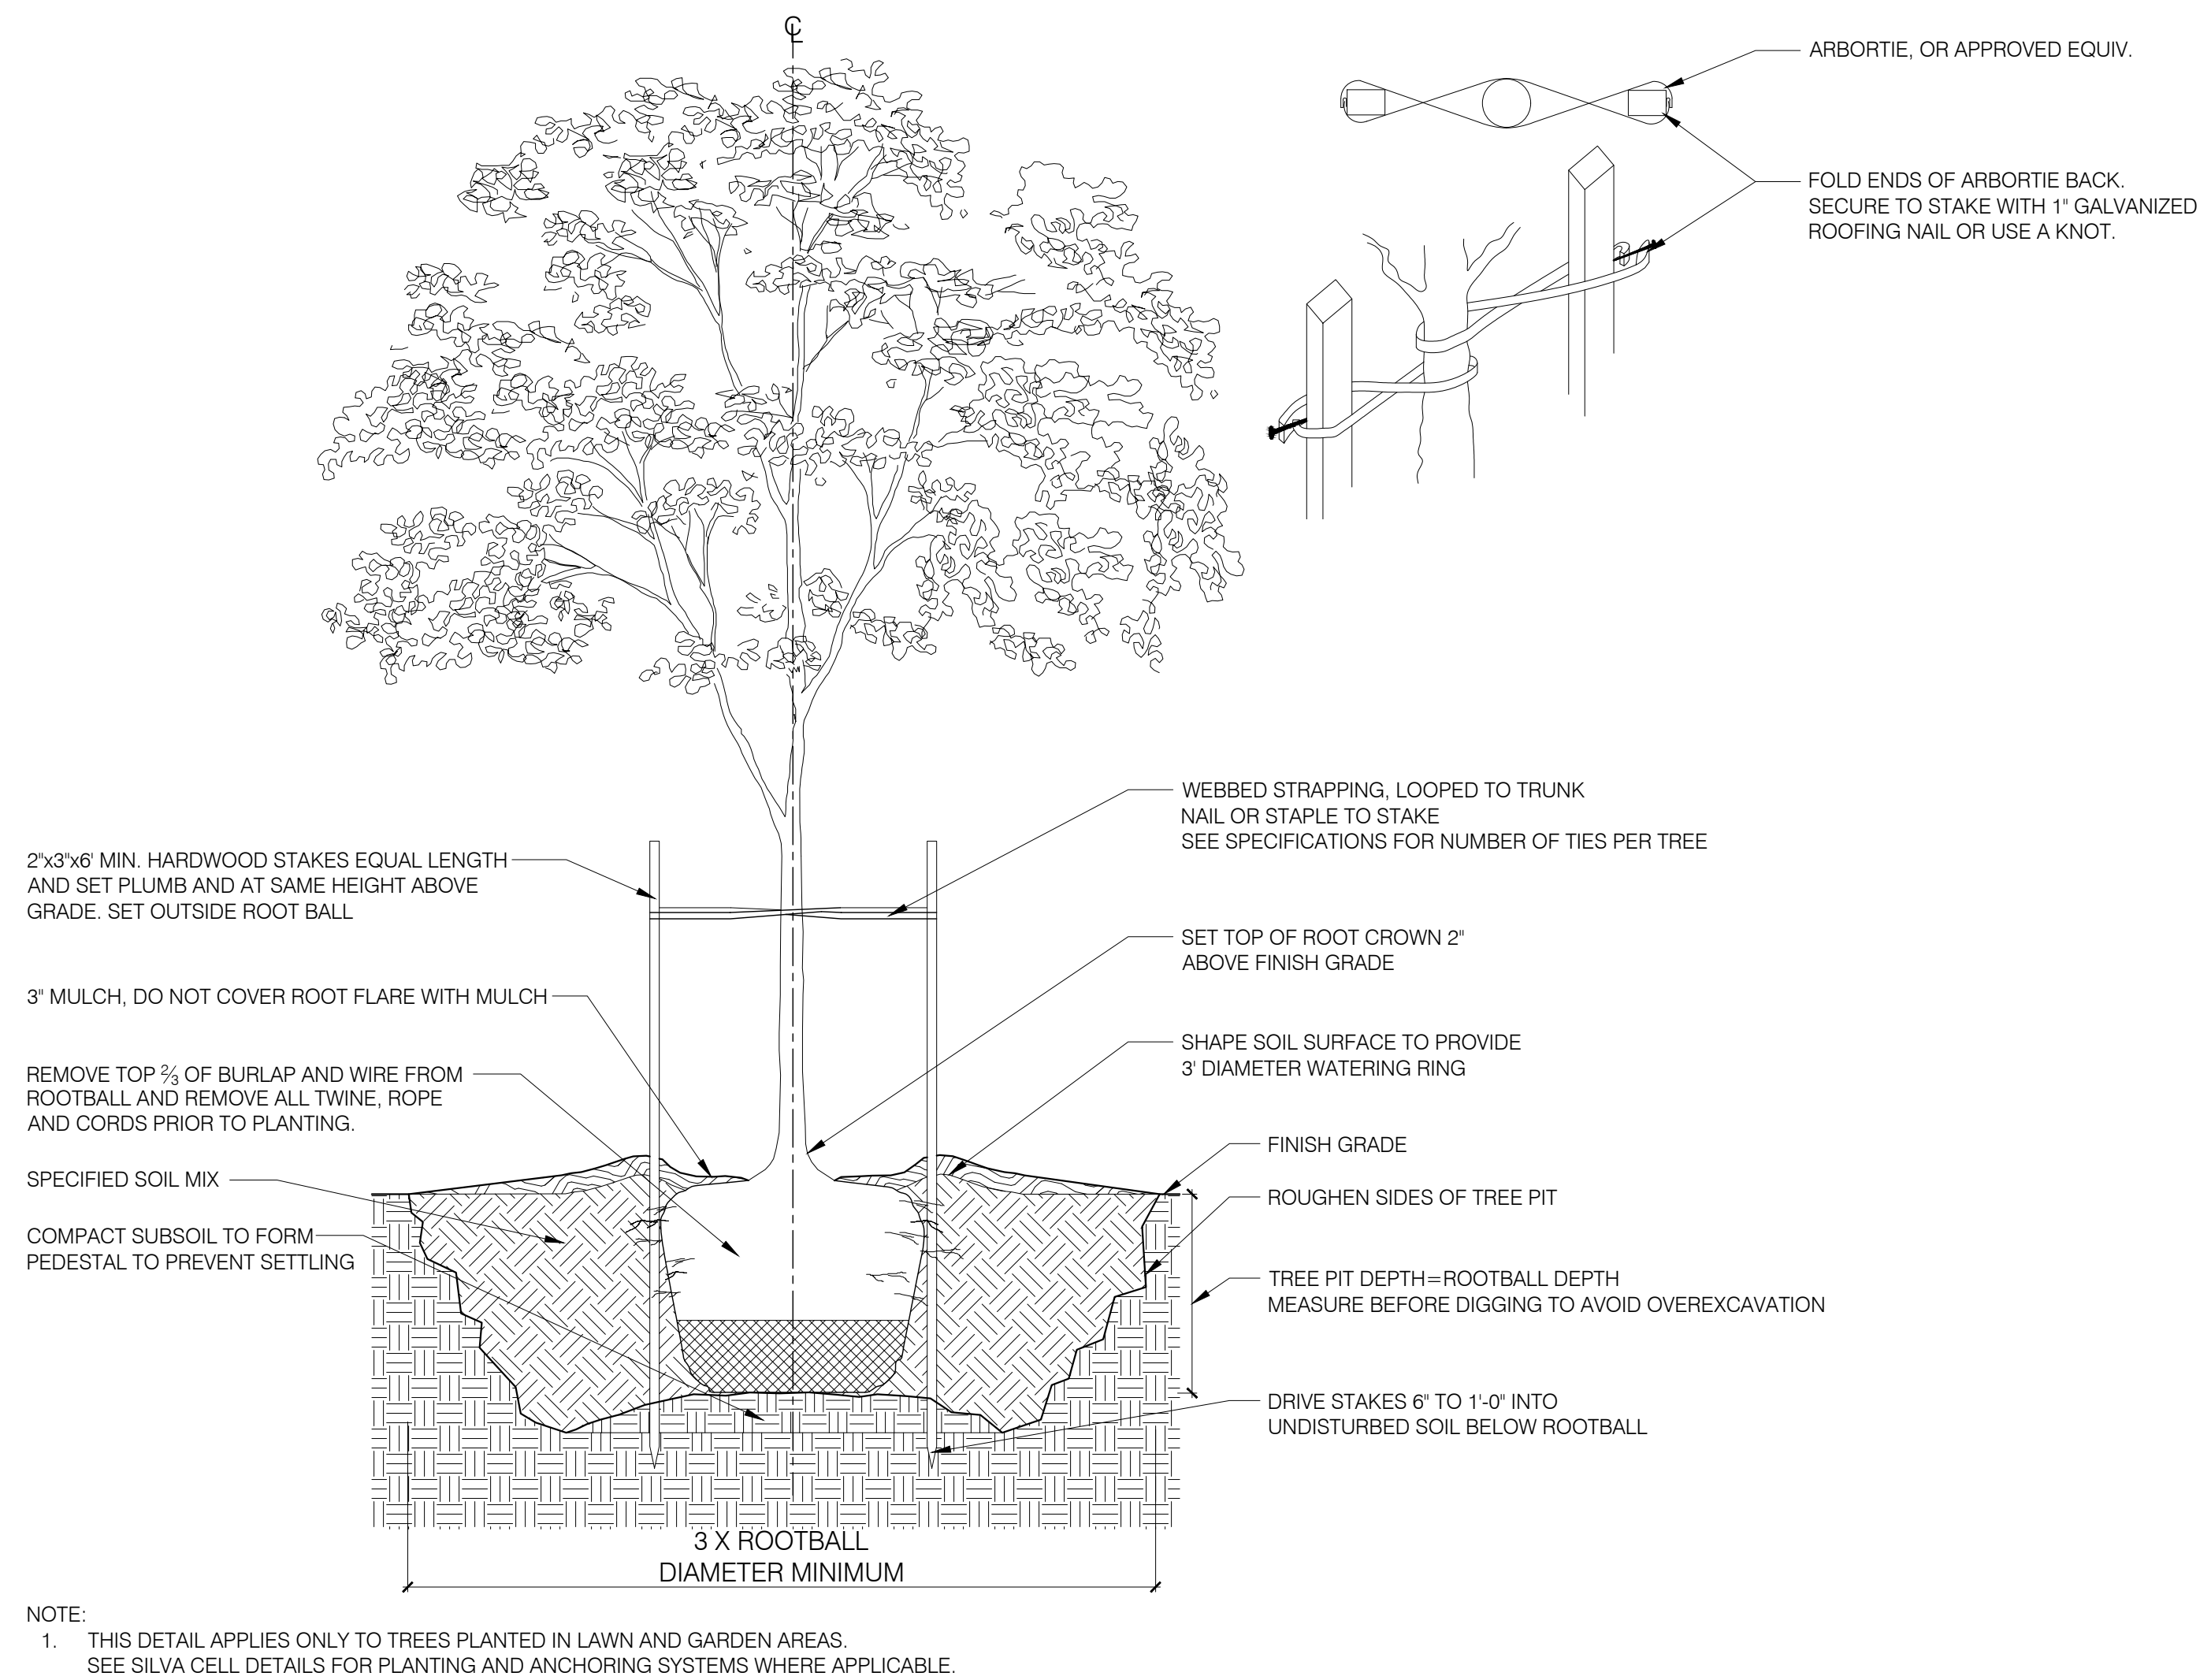 ℄
ARBORTIE, OR APPROVED EQUIV.
FOLD ENDS OF ARBORTIE BACK.
SECURE TO STAKE WITH 1" GALVANIZED
ROOFING NAIL OR USE A KNOT.
WEBBED STRAPPING, LOOPED TO TRUNK
NAIL OR STAPLE TO STAKE
SEE SPECIFICATIONS FOR NUMBER OF TIES PER TREE
2"x3"x6' MIN. HARDWOOD STAKES EQUAL LENGTH
AND SET PLUMB AND AT SAME HEIGHT ABOVE
GRADE. SET OUTSIDE ROOT BALL
SET TOP OF ROOT CROWN 2"
ABOVE FINISH GRADE
3" MULCH, DO NOT COVER ROOT FLARE WITH MULCH
SHAPE SOIL SURFACE TO PROVIDE
3' DIAMETER WATERING RING
REMOVE TOP ⅔ OF BURLAP AND WIRE FROM
ROOTBALL AND REMOVE ALL TWINE, ROPE
AND CORDS PRIOR TO PLANTING.
FINISH GRADE
SPECIFIED SOIL MIX
ROUGHEN SIDES OF TREE PIT
COMPACT SUBSOIL TO FORM
PEDESTAL TO PREVENT SETTLING
TREE PIT DEPTH=ROOTBALL DEPTH
MEASURE BEFORE DIGGING TO AVOID OVEREXCAVATION
DRIVE STAKES 6" TO 1'-0" INTO
UNDISTURBED SOIL BELOW ROOTBALL
3 X ROOTBALL
DIAMETER MINIMUM
NOTE:
1. THIS DETAIL APPLIES ONLY TO TREES PLANTED IN LAWN AND GARDEN AREAS.
SEE SILVA CELL DETAILS FOR PLANTING AND ANCHORING SYSTEMS WHERE APPLICABLE.